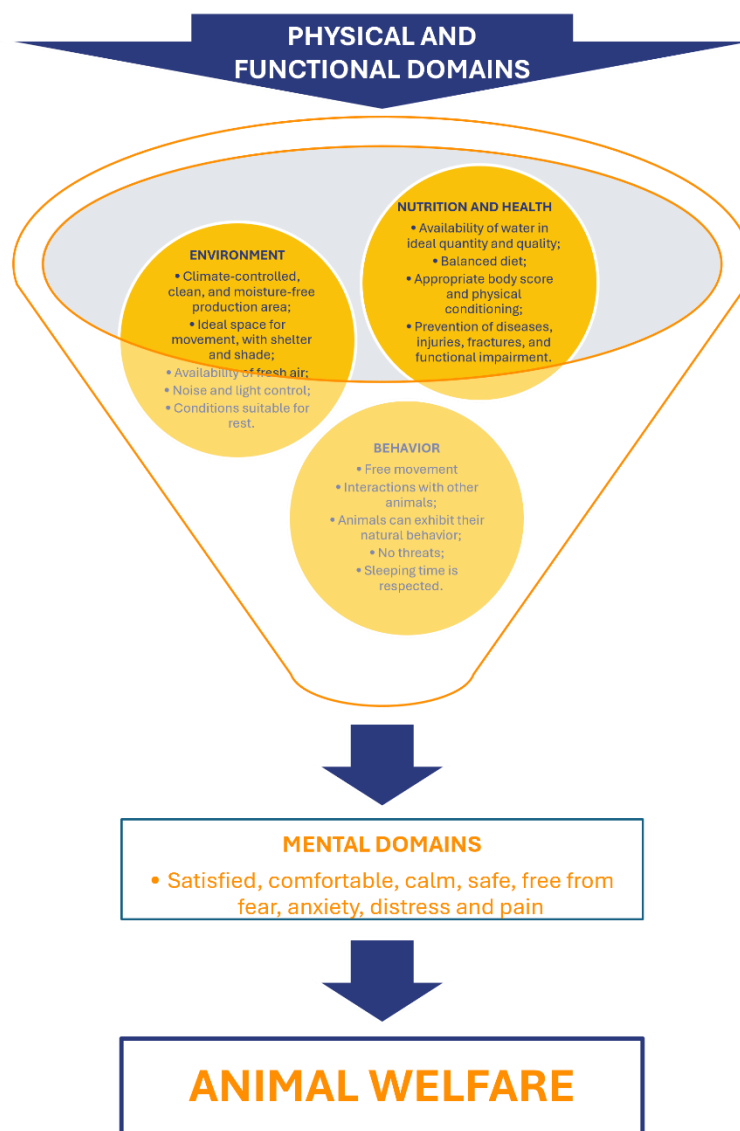 PHYSICAL AND
FUNCTIONAL DOMAINS
NUTRITION AND HEALTH
• Availability of water in
ideal quantity and quality;
• Balanced diet;
• Appropriate body score
and physical
conditioning;
• Prevention of diseases,
injuries, fractures, and
functional impairment.
ENVIRONMENT
• Climate-controlled,
clean, and moisture-free
production area;
• Ideal space for
movement, with shelter
and shade;
• Availability of fresh air;
• Noise and light control;
• Conditions suitable for
rest.
BEHAVIOR
• Free movement
• Interactions with other
animals;
• Animals can exhibit their
natural behavior;
• No threats;
• Sleeping time is
respected.
MENTAL DOMAINS
• Satisfied, comfortable, calm, safe, free from
fear, anxiety, distress and pain
ANIMAL WELFARE